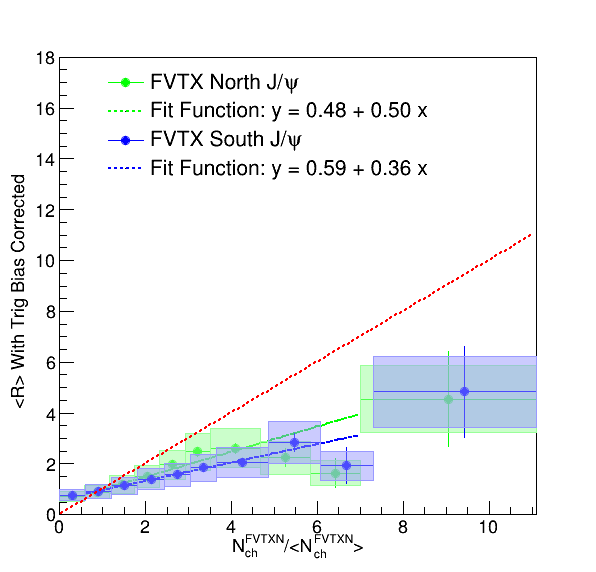 18
16
14
12
10
8
6
4
2
0
<R> With Trig Bias Corrected
FVTX North J/ψ
Fit Function: y = 0.48 + 0.50 x
FVTX South J/ψ
Fit Function: y = 0.59 + 0.36 x
0 2 4 6 8 10
N_ch^FVTXN/<N_ch^FVTXN>